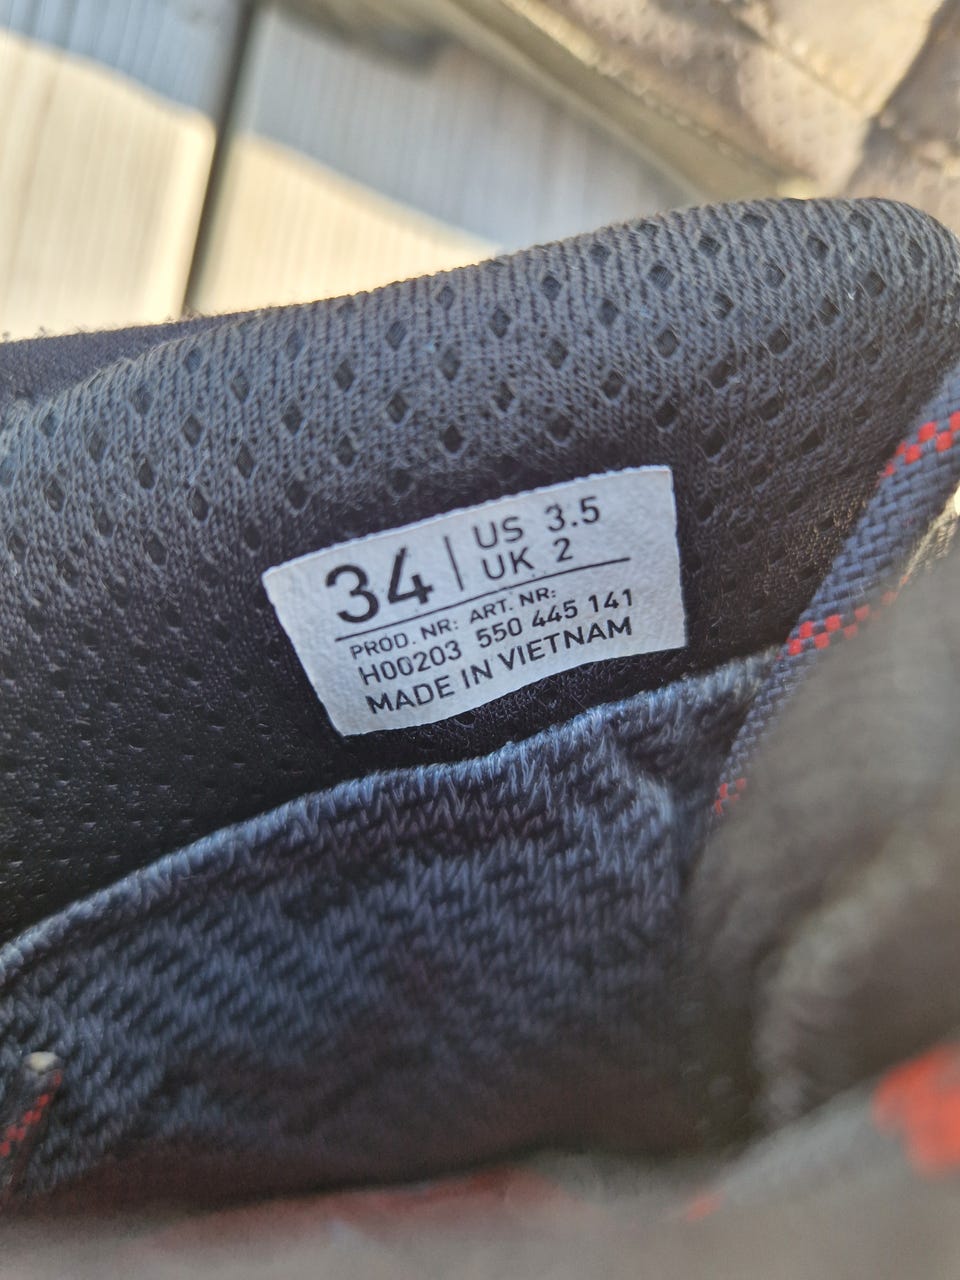 34 | US 3.5
UK 2
PROD. NR: ART. NR:
H00203 550 445 141
MADE IN VIETNAM